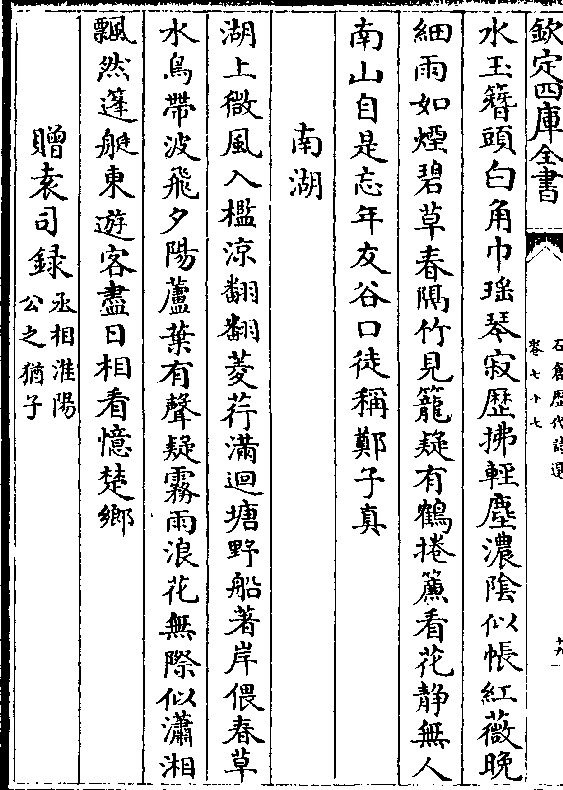 欽定四庫全書
石倉歷代詩選
卷七十七
十九
水玉簪頭白角巾瑶琴寂歴拂輕塵濃陰似帳紅薇晚
細雨如煙碧草春隔竹見籠疑有鶴捲簾看花静無人
南山自是忘年友谷口徒稱鄭子真
南湖
湖上微風入檻涼翻翻菱荇滿迴塘野船著岸偎春草
水鳥帶波飛夕陽蘆葉有聲疑霧雨浪花無際似瀟湘
飄然蓬艇東遊客盡日相看憶楚鄉
贈袁司録
丞相淮陽
公之猶子